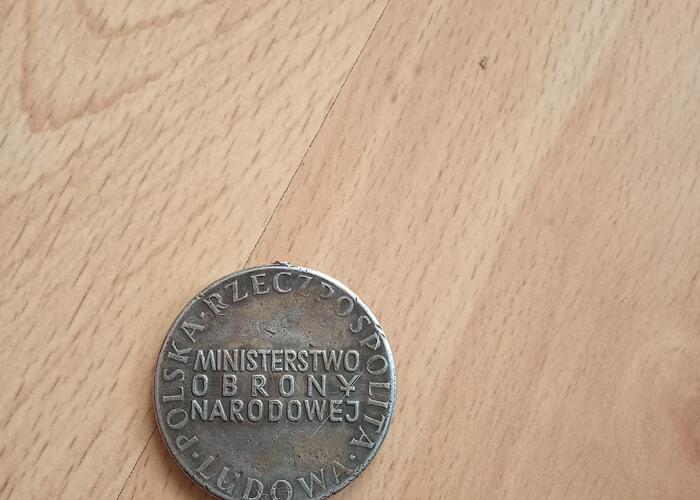 POLSKA·RZECZPOSPOLITA·LUDOWA·
MINISTERSTWO
OBRONY
NARODOWEJ